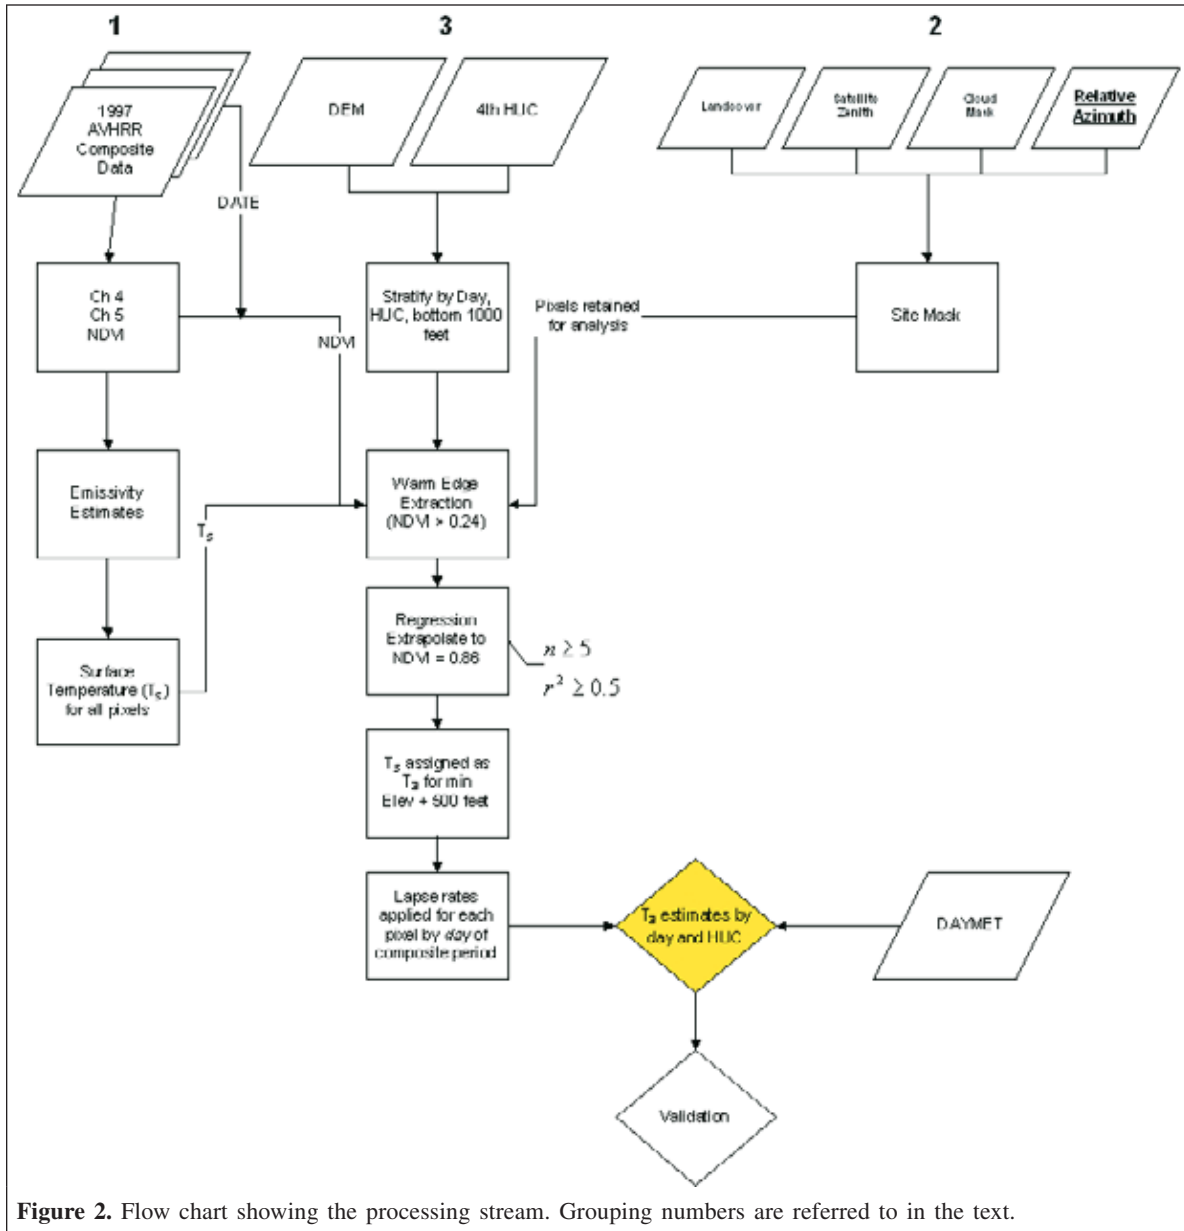 1
3
2
1997
AVHRR
Composite
Data
DEM
4th HUC
Landcover
Satellite
Zenith
Cloud
Mask
Relative
Azimuth
DATE
Ch 4
Ch 5
NDVI
NDVI
Stratify by Day,
HUC, bottom 1000
feet
Pixels retained
for analysis
Site Mask
Emissivity
Estimates
Ts
Warm Edge
Extraction
(NDVI > 0.24)
Surface
Temperature (Ts)
for all pixels
Regression
Extrapolate to
NDVI = 0.86
n ≥ 5
r² ≥ 0.5
Ts assigned as
Ta for min
Elev + 500 feet
Lapse rates
applied for each
pixel by day of
composite period
Ta estimates by
day and HUC
DAYMET
Validation
Figure 2. Flow chart showing the processing stream. Grouping numbers are referred to in the text.